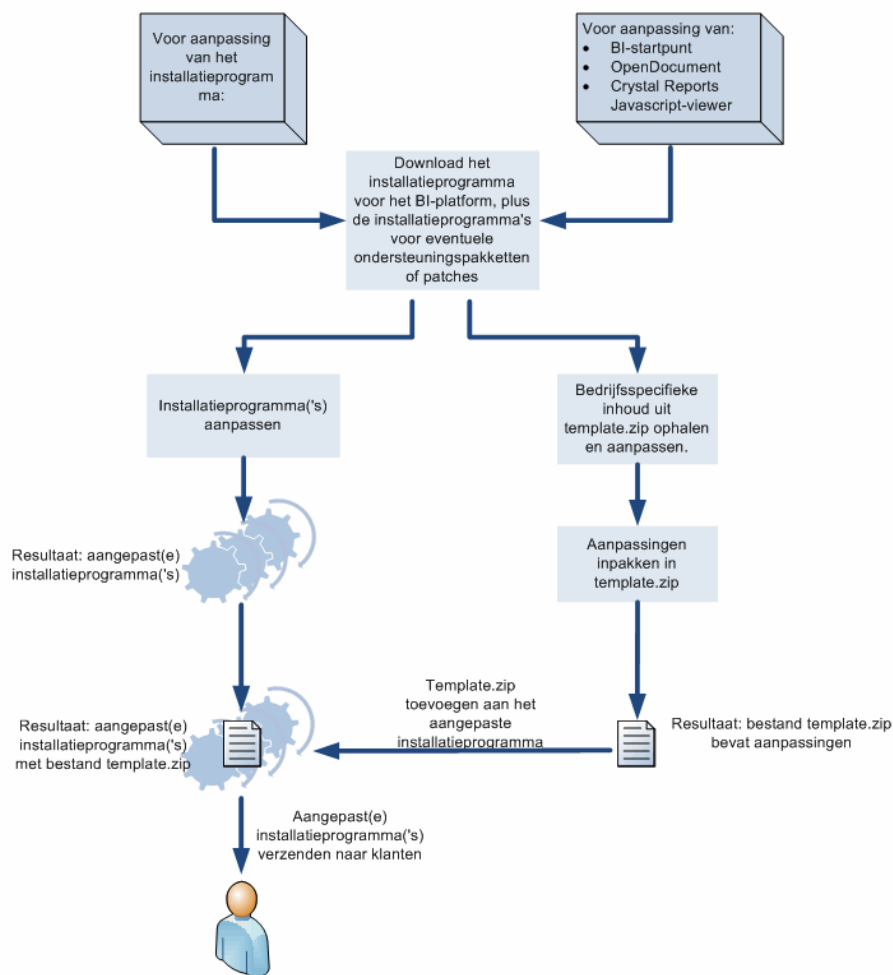 Voor aanpassing
van het
installatieprogram
ma:
Voor aanpassing van:
• BI-startpunt
• OpenDocument
• Crystal Reports
Javascript-viewer
Download het
installatieprogramma
voor het BI-platform, plus
de installatieprogramma's
voor eventuele
ondersteuningspakketten
of patches
Installatieprogramma('s)
aanpassen
Bedrijfsspecifieke
inhoud uit
template.zip ophalen
en aanpassen.
Resultaat: aangepast(e)
installatieprogramma('s)
Aanpassingen
inpakken in
template.zip
Template.zip
toevoegen aan het
aangepaste
installatieprogramma
Resultaat: aangepast(e)
installatieprogramma('s)
met bestand template.zip
Resultaat: bestand template.zip
bevat aanpassingen
Aangepast(e)
installatieprogramma('s)
verzenden naar klanten